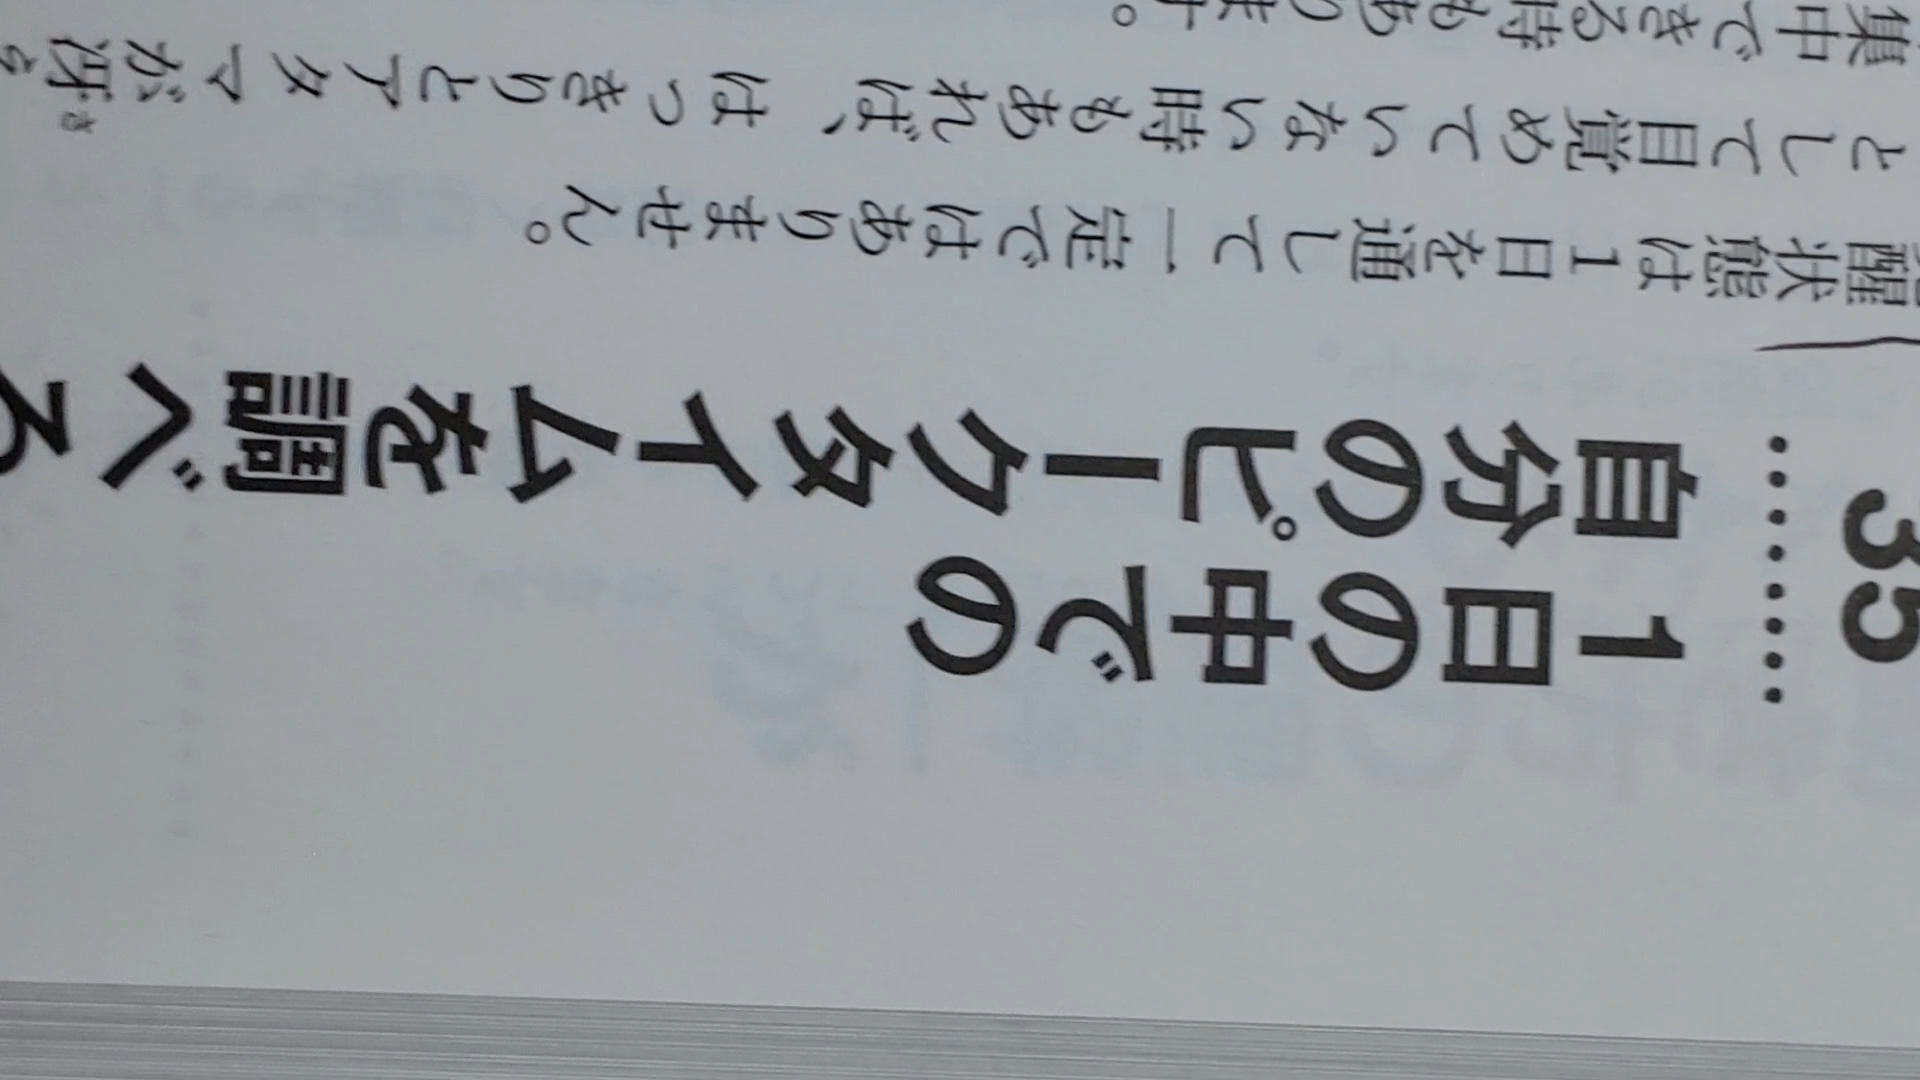 35
1日の中での
自分のピークタイムを調べる
醒状態は1日を通して一定ではありません。
として目覚めていない時もあれば、はっきりとアタマが冴
集中できる時もあります。